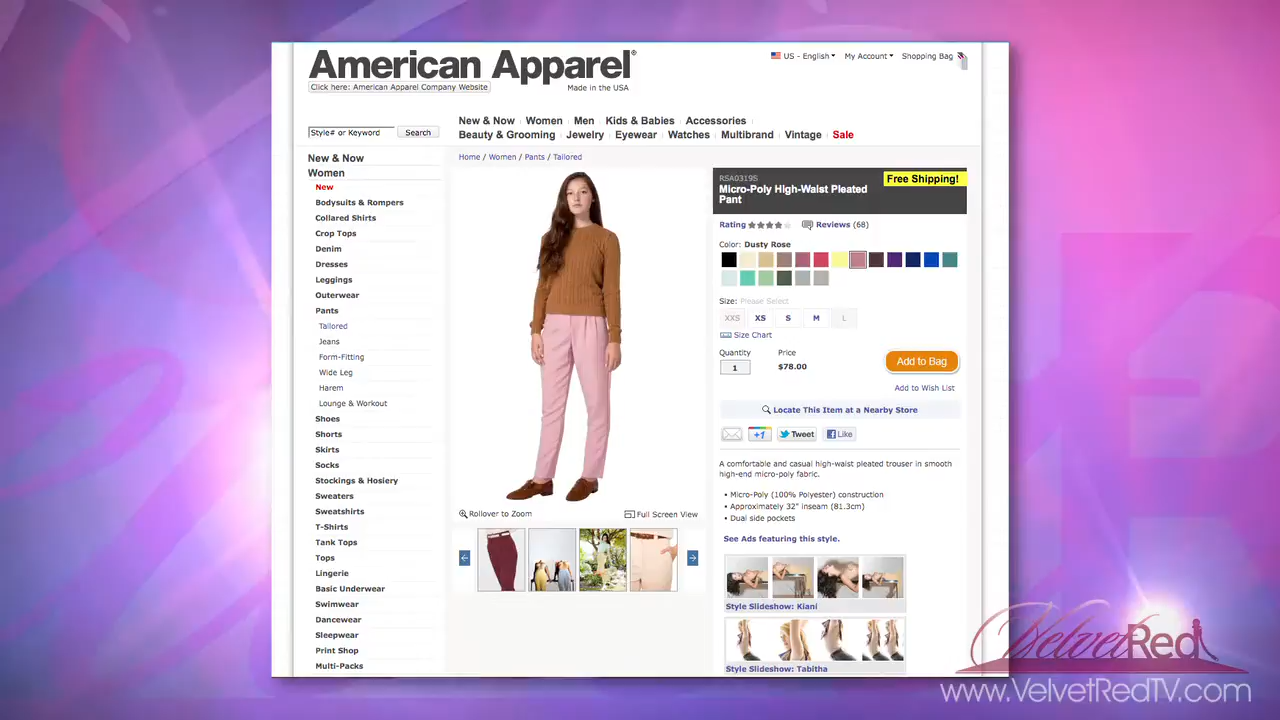 American Apparel®
Click here: American Apparel Company Website
Made in the USA
US - English
My Account
Shopping Bag
Style# or Keyword
Search
New & Now
Women
Men
Kids & Babies
Accessories
Beauty & Grooming
Jewelry
Eyewear
Watches
Multibrand
Vintage
Sale
New & Now
Women
New
Bodysuits & Rompers
Collared Shirts
Crop Tops
Denim
Dresses
Leggings
Outerwear
Pants
Tailored
Jeans
Form-Fitting
Wide Leg
Harem
Lounge & Workout
Shoes
Shorts
Skirts
Socks
Stockings & Hosiery
Sweaters
Sweatshirts
T-Shirts
Tank Tops
Tops
Lingerie
Basic Underwear
Swimwear
Dancewear
Sleepwear
Print Shop
Multi-Packs
Home / Women / Pants / Tailored
Rollover to Zoom
Full Screen View
RSA0319S
Free Shipping!
Micro-Poly High-Waist Pleated
Pant
Rating
Reviews (68)
Color: Dusty Rose
Size: Please Select
XXS
XS
S
M
L
Size Chart
Quantity
Price
1
$78.00
Add to Bag
Add to Wish List
Locate This Item at a Nearby Store
+1
Tweet
Like
A comfortable and casual high-waist pleated trouser in smooth
high-end micro-poly fabric.
• Micro-Poly (100% Polyester) construction
• Approximately 32" inseam (81.3cm)
• Dual side pockets
See Ads featuring this style.
Style Slideshow: Kiani
Style Slideshow: Tabitha
VelvetRed
www.VelvetRedTV.com